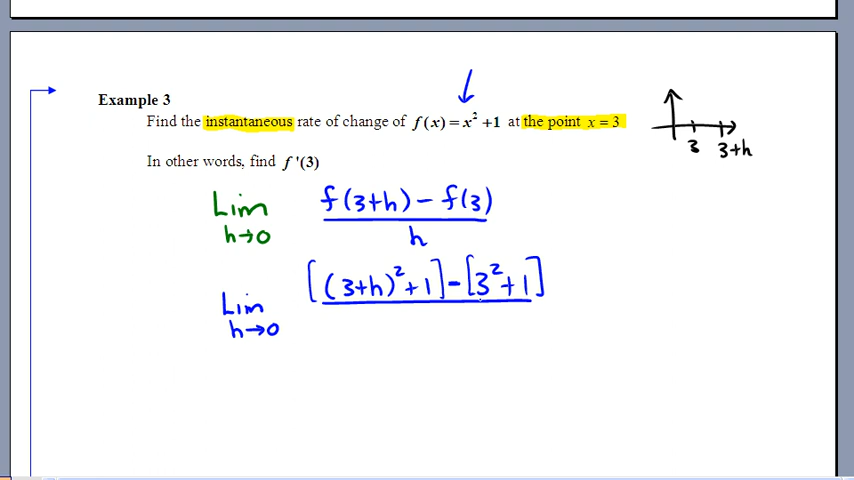 Example 3
Find the instantaneous rate of change of f(x) = x² + 1 at the point x = 3
3 3+h
In other words, find f '(3)
Lim h→0 f(3+h) − f(3) / h
Lim h→0 [(3+h)² + 1] − [3² + 1]